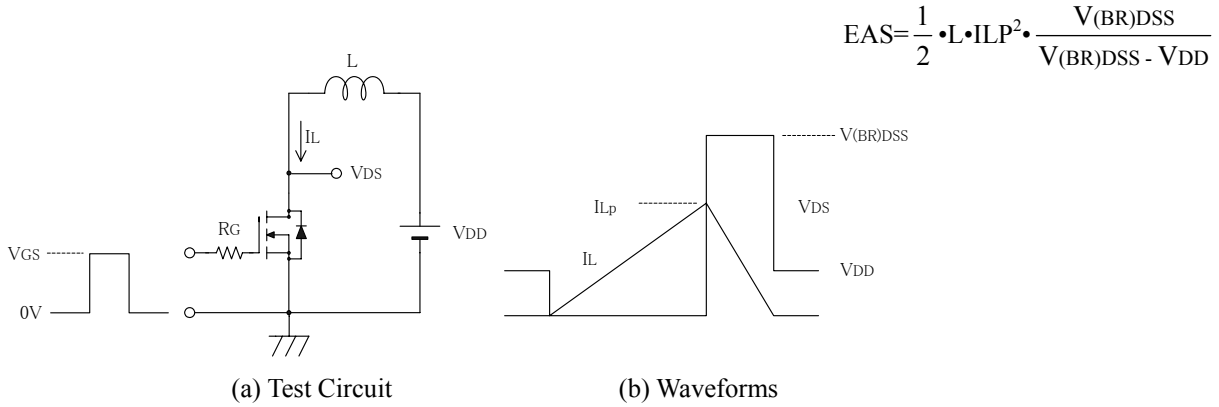 EAS=1/2 •L•ILP²• V(BR)DSS / V(BR)DSS - VDD
L
IL
VDS
RG
VDD
VGS
0V
(a) Test Circuit
V(BR)DSS
ILp
VDS
IL
VDD
(b) Waveforms